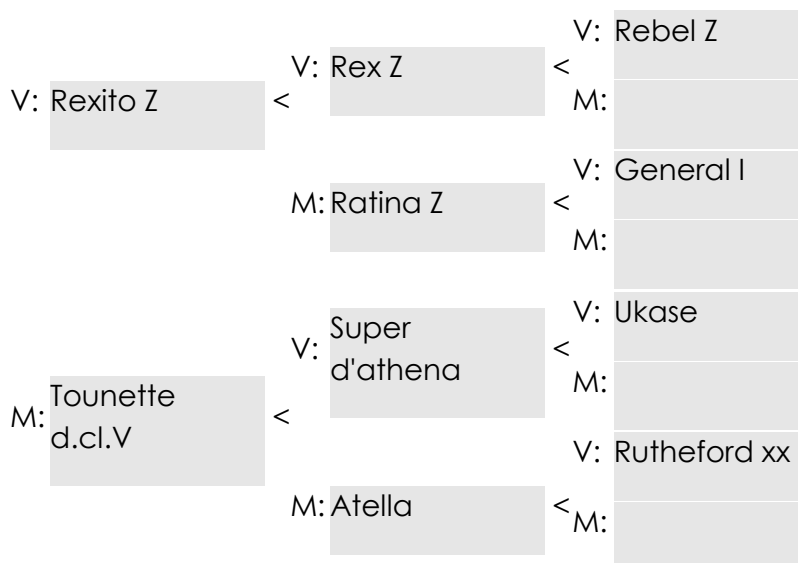 V: Rebel Z
V: Rex Z <
M:
V: Rexito Z <
V: General I
M: Ratina Z <
M:
V: Ukase
V: Super
d'athena <
M:
M: Tounette
d.cl.V <
V: Rutheford xx
M: Atella <
M: